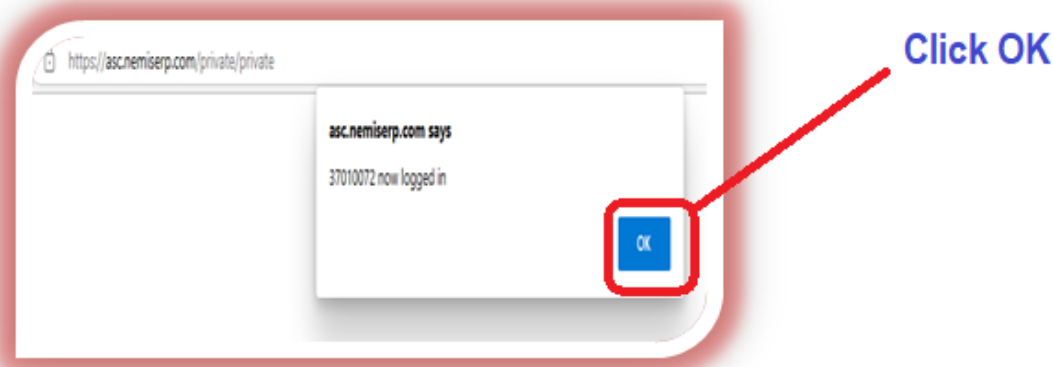 Click OK
https://asc.nemiserp.com/private/private
asc.nemiserp.com says
37010072 now logged in
OK